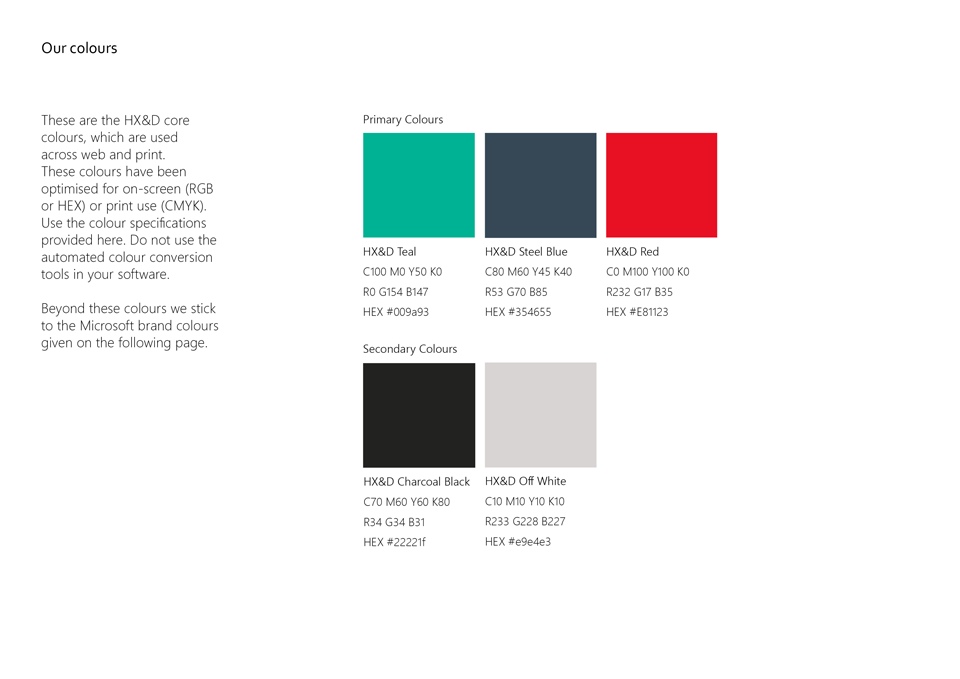 Our colours
These are the HX&D core
colours, which are used
across web and print.
These colours have been
optimised for on-screen (RGB
or HEX) or print use (CMYK).
Use the colour specifications
provided here. Do not use the
automated colour conversion
tools in your software.
Beyond these colours we stick
to the Microsoft brand colours
given on the following page.
Primary Colours
HX&D Teal
C100 M0 Y50 K0
R0 G154 B147
HEX #009a93
HX&D Steel Blue
C80 M60 Y45 K40
R53 G70 B85
HEX #354655
HX&D Red
C0 M100 Y100 K0
R232 G17 B35
HEX #E81123
Secondary Colours
HX&D Charcoal Black
C70 M60 Y60 K80
R34 G34 B31
HEX #22221f
HX&D Off White
C10 M10 Y10 K10
R233 G228 B227
HEX #e9e4e3